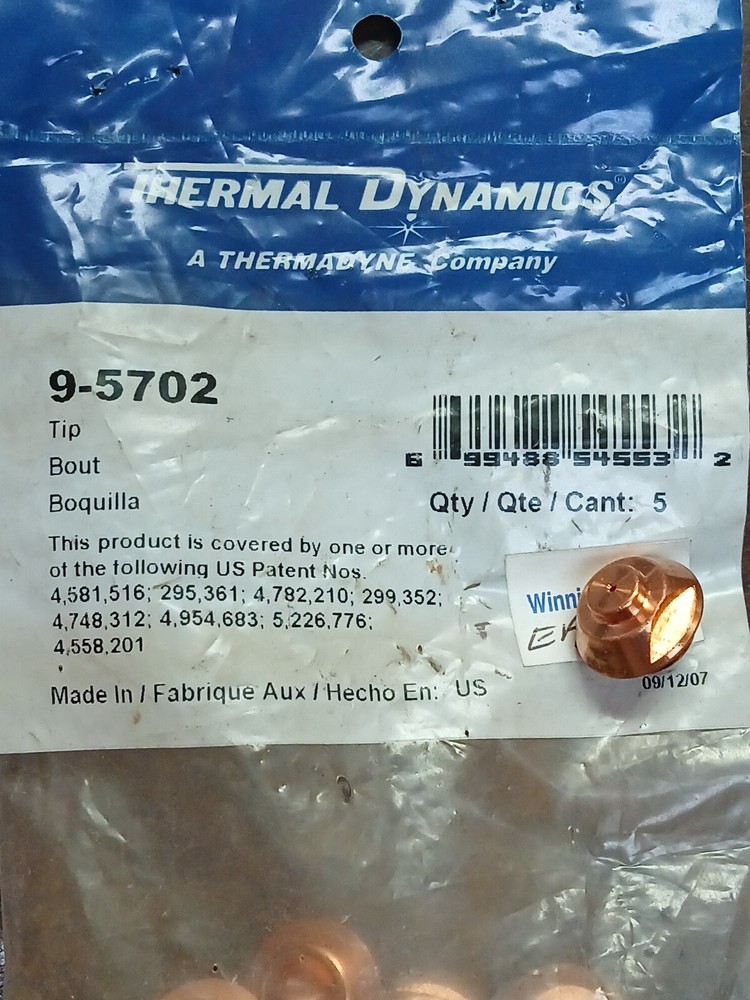 THERMAL DYNAMICS®
A THERMADYNE Company
9-5702
Tip
Bout
Boquilla
6 99488 54553 2
Qty / Qte / Cant: 5
This product is covered by one or more
of the following US Patent Nos.
4,581,516; 295,361; 4,782,210; 299,352;
4,748,312; 4,954,683; 5,226,776;
4,558,201
Winni
Made In / Fabrique Aux / Hecho En: US
09/12/07